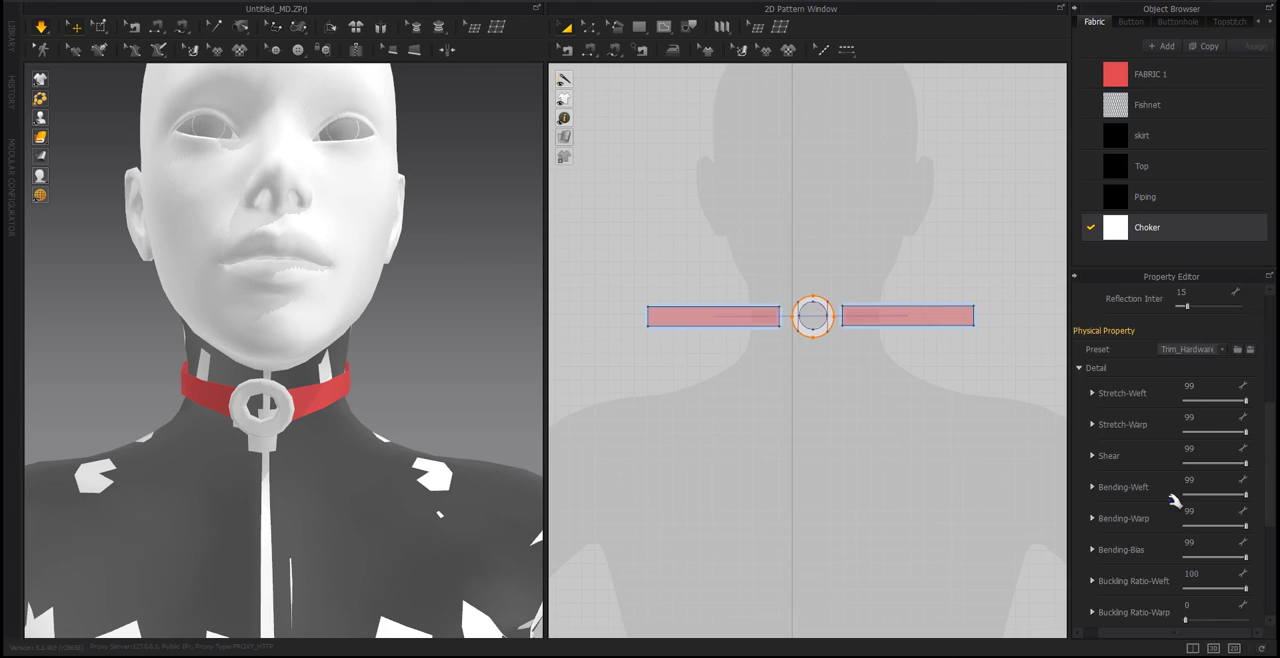 Untitled_MD.ZPrj
2D Pattern Window
Object Browser
LIBRARY
HISTORY
MODULAR CONFIGURATOR
Fabric
Button
Buttonhole
Topstitch
+ Add
Copy
Assign
FABRIC 1
Fishnet
skirt
Top
Piping
Choker
Property Editor
Reflection Inter
15
Physical Property
Preset
Trim_Hardware
Detail
Stretch-Weft
99
Stretch-Warp
99
Shear
99
Bending-Weft
99
Bending-Warp
99
Bending-Bias
99
Buckling Ratio-Weft
100
Buckling Ratio-Warp
0
3D
2D